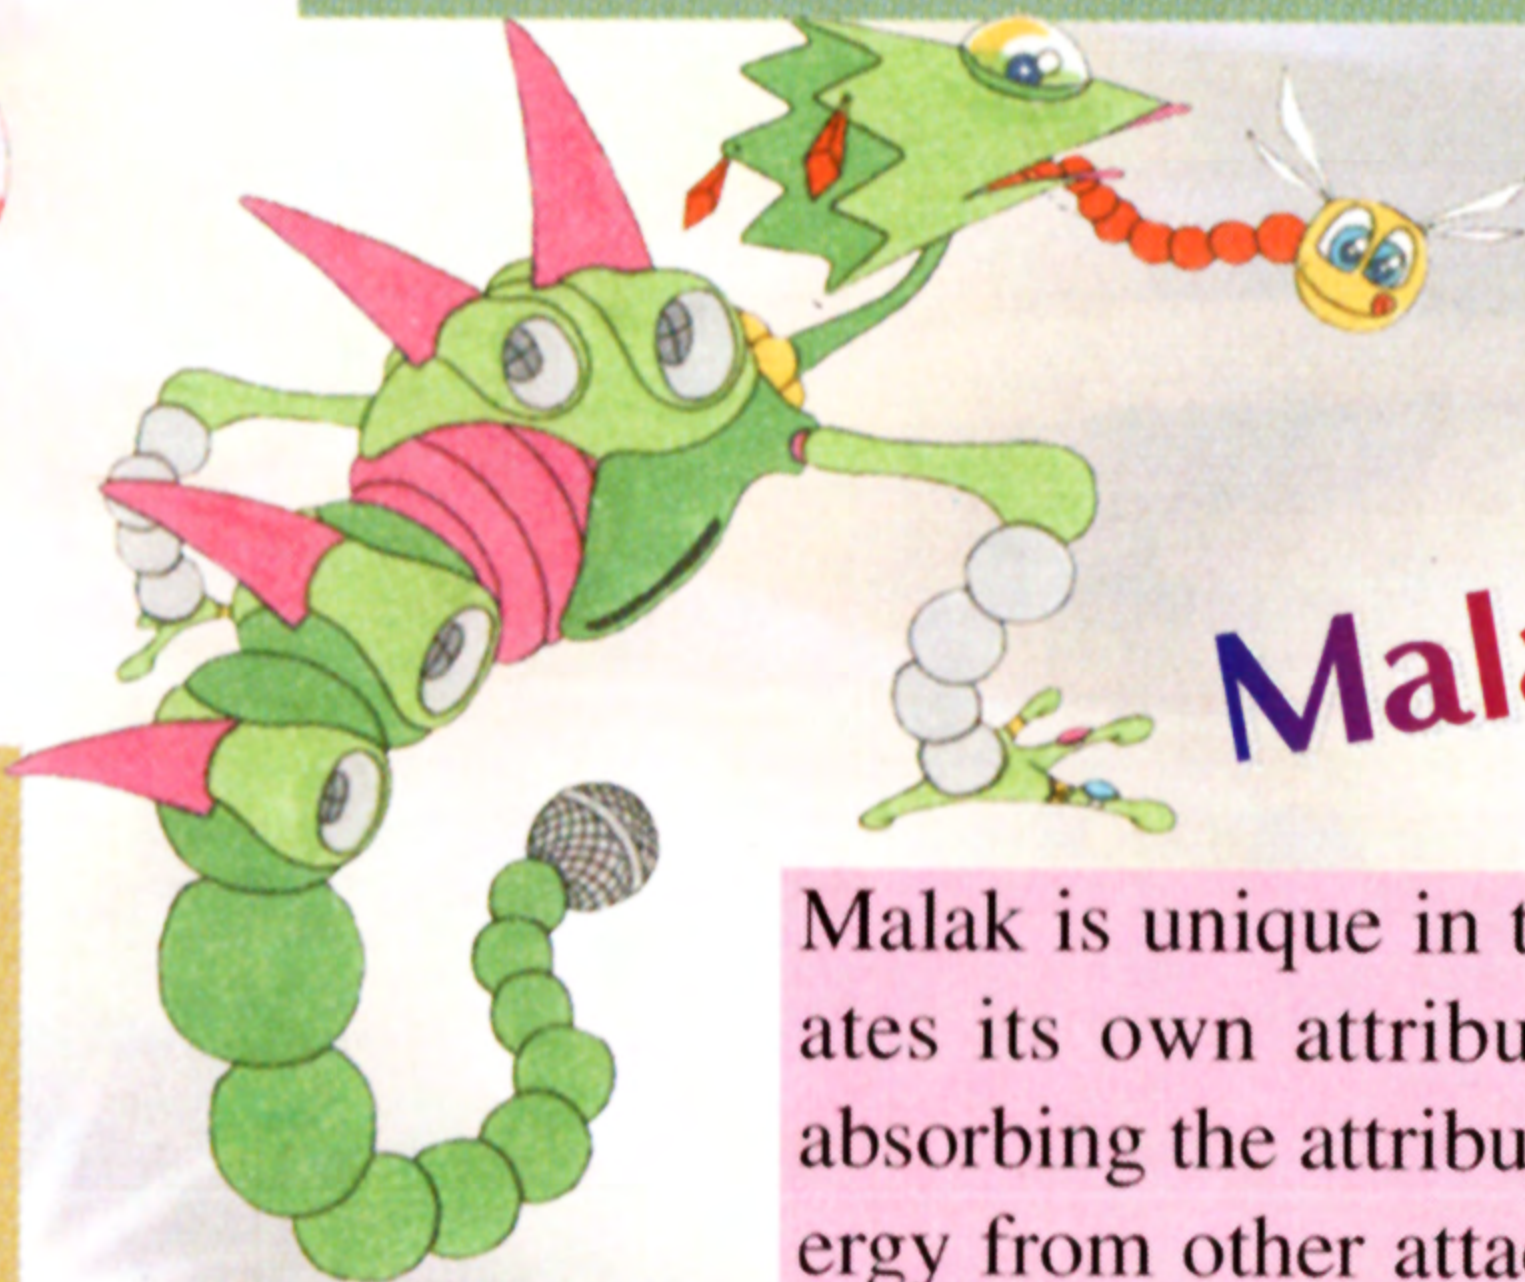 Mal
Malak is unique in
ates its own attribu
absorbing the attribu
ergy from other atta